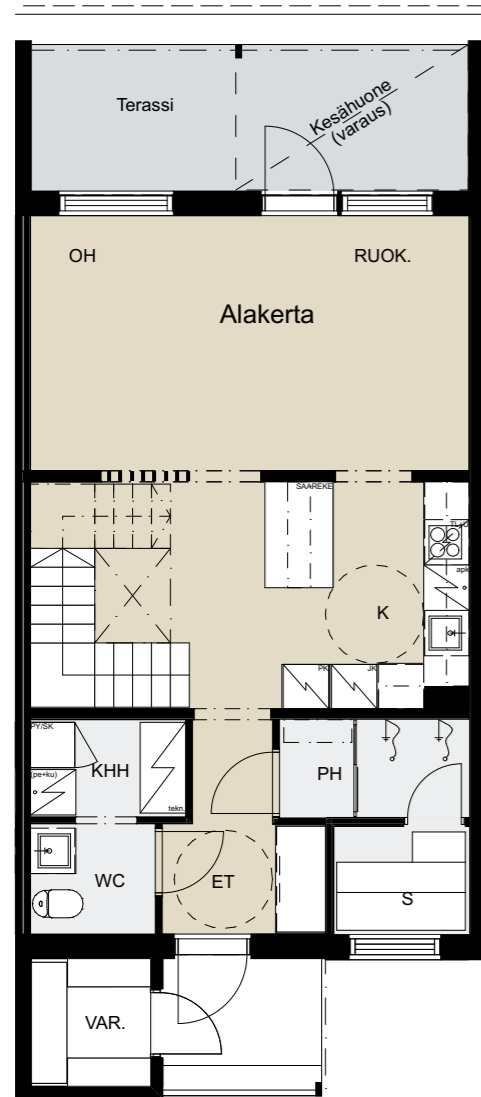 Terassi
Kesähuone
(varaus)
OH
RUOK.
Alakerta
SAAREKE
apk
K
PK
JK
PY/SK
KHH
(pe+ku)
tekn.
PH
WC
ET
S
VAR.